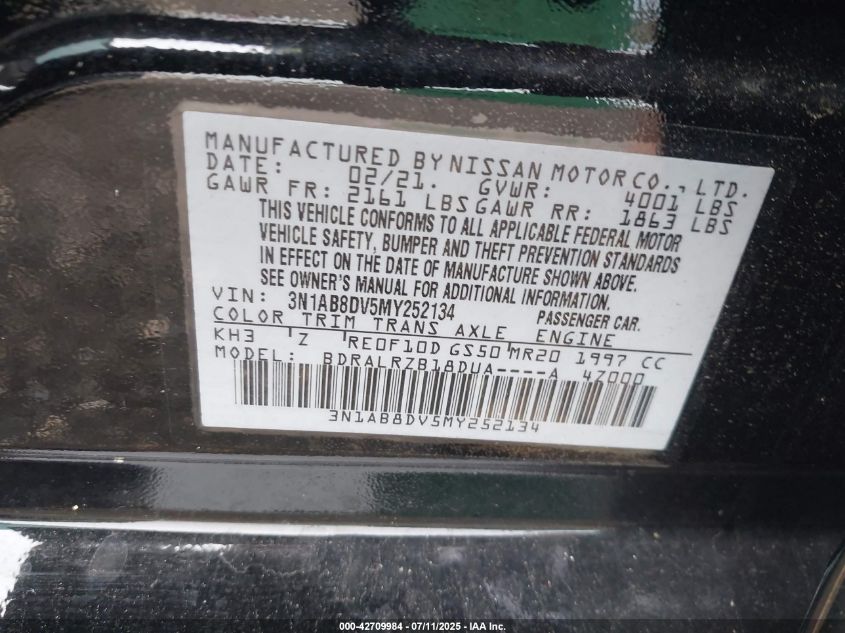 MANUFACTURED BY NISSAN MOTOR CO., LTD.
DATE: 02/21. GVWR: 4001 LBS
GAWR FR: 2161 LBS GAWR RR: 1863 LBS
THIS VEHICLE CONFORMS TO ALL APPLICABLE FEDERAL MOTOR
VEHICLE SAFETY, BUMPER AND THEFT PREVENTION STANDARDS
IN EFFECT ON THE DATE OF MANUFACTURE SHOWN ABOVE.
SEE OWNER'S MANUAL FOR ADDITIONAL INFORMATION.
VIN: 3N1AB8DV5MY252134 PASSENGER CAR.
COLOR TRIM TRANS AXLE ENGINE
KH3 Z RE0F10D GS50 MR20 1997 CC
MODEL: BDRALRZB18DUA----A 4Z000
3N1AB8DV5MY252134
000-42709984 - 07/11/2025 - IAA Inc.